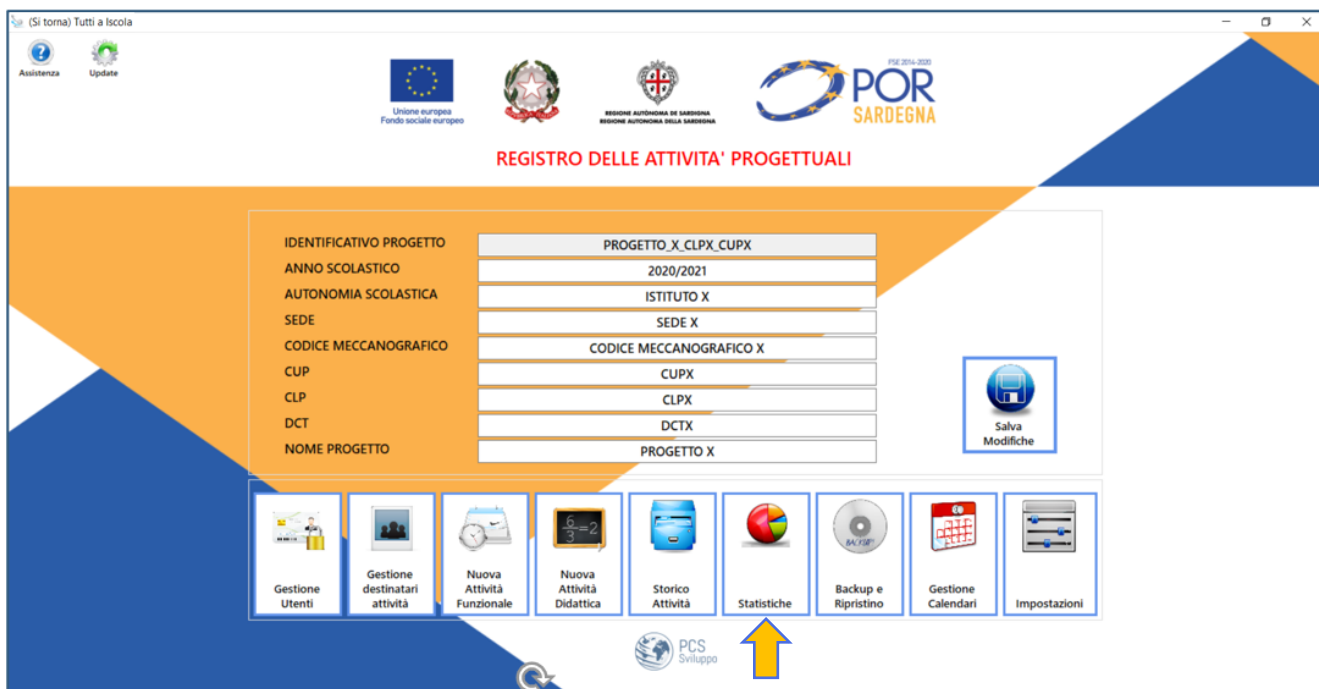 (Si torna) Tutti a Iscola
Assistenza
Update
Unione europea
Fondo sociale europeo
REGIONE AUTÒNOMA DE SARDIGNA
REGIONE AUTONOMA DELLA SARDEGNA
FSE 2014-2020
POR
SARDEGNA
REGISTRO DELLE ATTIVITA' PROGETTUALI
IDENTIFICATIVO PROGETTO
PROGETTO_X_CLPX_CUPX
ANNO SCOLASTICO
2020/2021
AUTONOMIA SCOLASTICA
ISTITUTO X
SEDE
SEDE X
CODICE MECCANOGRAFICO
CODICE MECCANOGRAFICO X
CUP
CUPX
CLP
CLPX
DCT
DCTX
NOME PROGETTO
PROGETTO X
Salva
Modifiche
6/3=2
BACKUP
Gestione
Utenti
Gestione
destinatari
attività
Nuova
Attività
Funzionale
Nuova
Attività
Didattica
Storico
Attività
Statistiche
Backup e
Ripristino
Gestione
Calendari
Impostazioni
PCS
Sviluppo